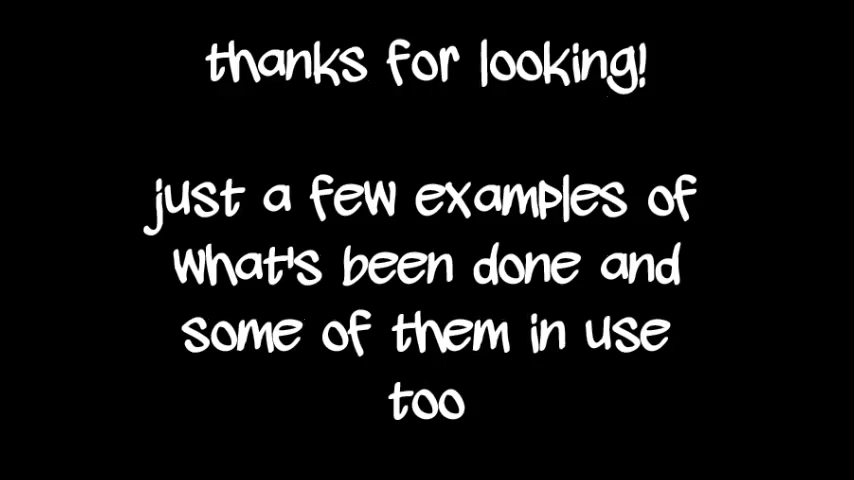 thanks for looking!
just a few examples of
what's been done and
some of them in use
too